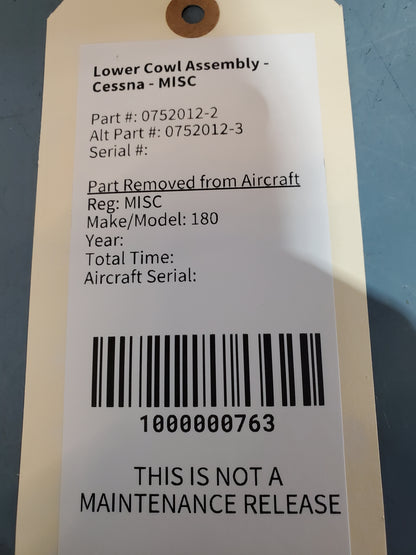 Lower Cowl Assembly -
Cessna - MISC
Part #: 0752012-2
Alt Part #: 0752012-3
Serial #:
Part Removed from Aircraft
Reg: MISC
Make/Model: 180
Year:
Total Time:
Aircraft Serial:
1000000763
THIS IS NOT A
MAINTENANCE RELEASE